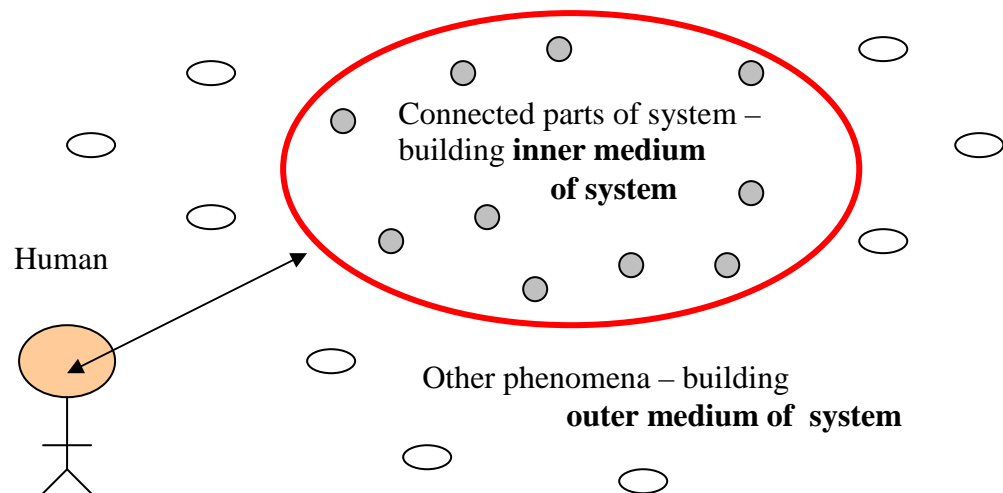 Connected parts of system –
building inner medium
of system
Human
Other phenomena – building
outer medium of system